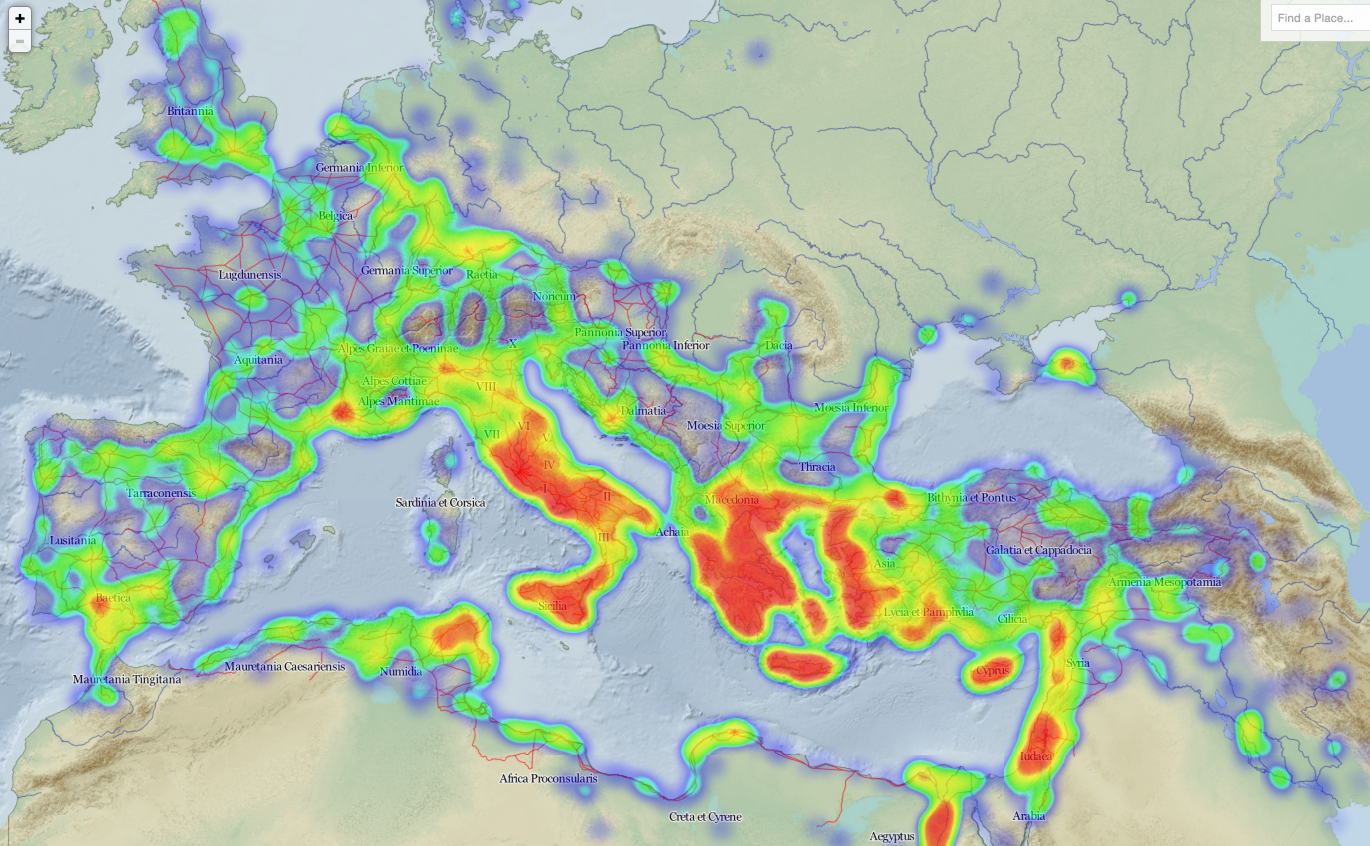 +
Find a Place...
−
Britannia
Germania Inferior
Belgica
Germania Superior
Lugdunensis
Raetia
Noricum
Pannonia Superior
X
Pannonia Inferior
Dacia
Alpes Graiae et Poeninae
Aquitania
Alpes Cottiae
VIII
Alpes Maritimae
Dalmatia
Moesia Inferior
VI
Moesia Superior
VII
V
IV
Thracia
Tarraconensis
I
II
Macedonia
Bithynia et Pontus
Sardinia et Corsica
Lusitania
III
Achaia
Galatia et Cappadocia
Asia
Armenia Mesopotamia
Baetica
Sicilia
Lycia et Pamphylia
Cilicia
Mauretania Caesariensis
Numidia
Cyprus
Syria
Mauretania Tingitana
Iudaea
Africa Proconsularis
Creta et Cyrene
Arabia
Aegyptus